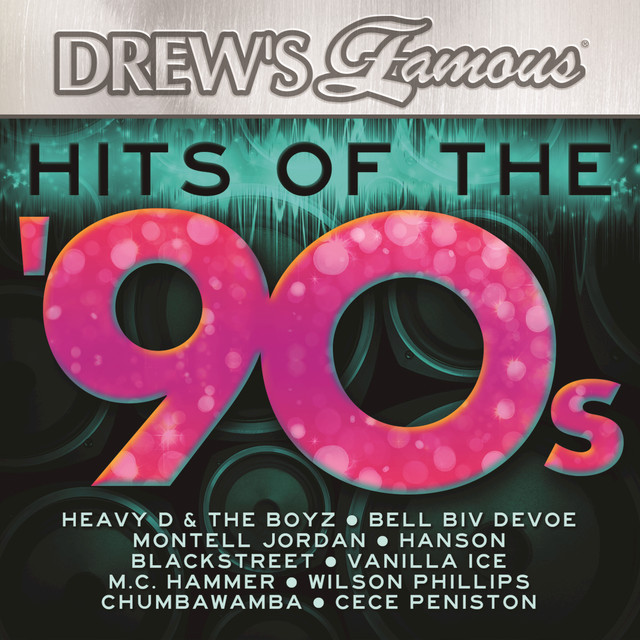 DREW'S Famous®
HITS OF THE
'90s
HEAVY D & THE BOYZ • BELL BIV DEVOE
MONTELL JORDAN • HANSON
BLACKSTREET • VANILLA ICE
M.C. HAMMER • WILSON PHILLIPS
CHUMBAWAMBA • CECE PENISTON